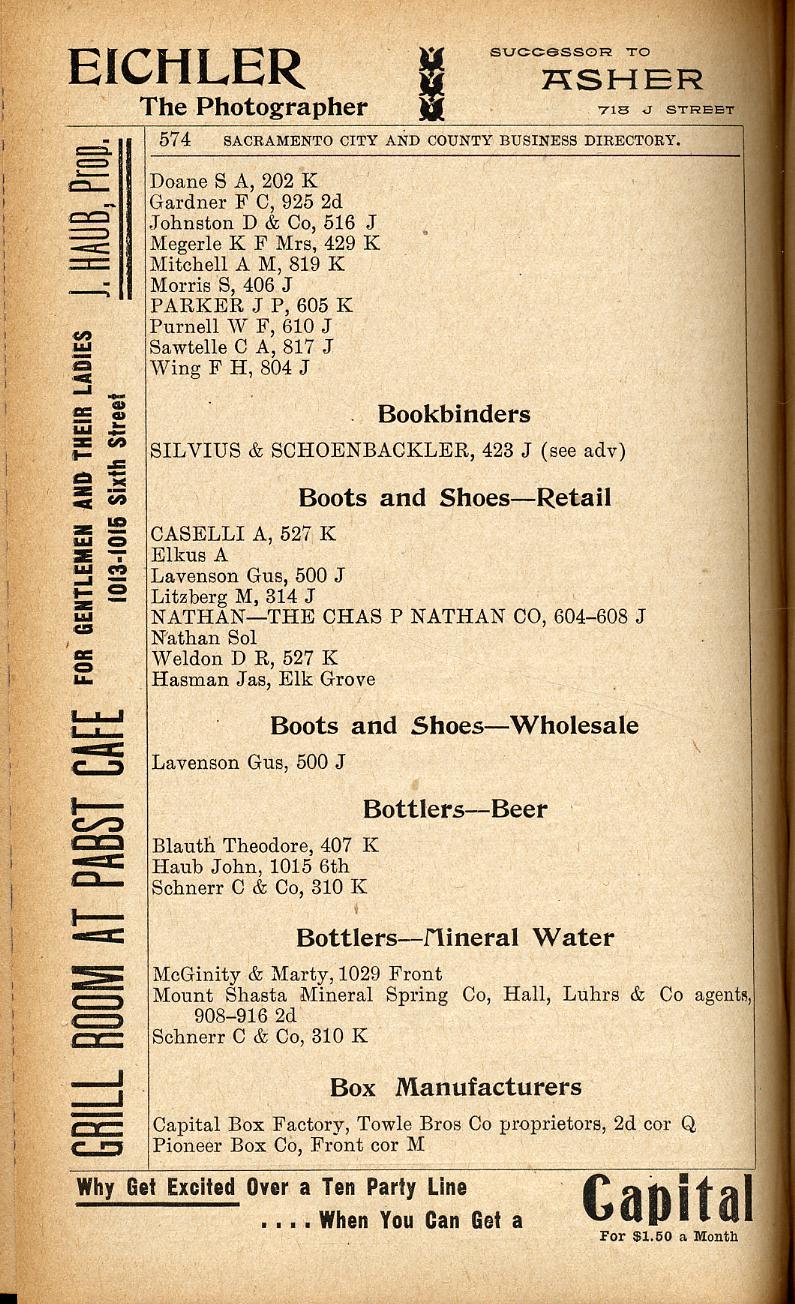 EICHLER
The Photographer
SUCCESSOR TO
ASHER
718 J STREET
GRILL ROOM AT PABST CAFE FOR GENTLEMEN AND THEIR LADIES J. HAUB, Prop.
1013-1015 Sixth Street
574 SACRAMENTO CITY AND COUNTY BUSINESS DIRECTORY.
Doane S A, 202 K
Gardner F C, 925 2d
Johnston D & Co, 516 J
Megerle K F Mrs, 429 K
Mitchell A M, 819 K
Morris S, 406 J
PARKER J P, 605 K
Purnell W F, 610 J
Sawtelle C A, 817 J
Wing F H, 804 J
Bookbinders
SILVIUS & SCHOENBACKLER, 423 J (see adv)
Boots and Shoes—Retail
CASELLI A, 527 K
Elkus A
Lavenson Gus, 500 J
Litzberg M, 314 J
NATHAN—THE CHAS P NATHAN CO, 604-608 J
Nathan Sol
Weldon D R, 527 K
Hasman Jas, Elk Grove
Boots and Shoes—Wholesale
Lavenson Gus, 500 J
Bottlers—Beer
Blauth Theodore, 407 K
Haub John, 1015 6th
Schnerr C & Co, 310 K
Bottlers—Mineral Water
McGinity & Marty, 1029 Front
Mount Shasta Mineral Spring Co, Hall, Luhrs & Co agents,
908-916 2d
Schnerr C & Co, 310 K
Box Manufacturers
Capital Box Factory, Towle Bros Co proprietors, 2d cor Q
Pioneer Box Co, Front cor M
Why Get Excited Over a Ten Party Line
....When You Can Get a
Capital
For $1.50 a Month